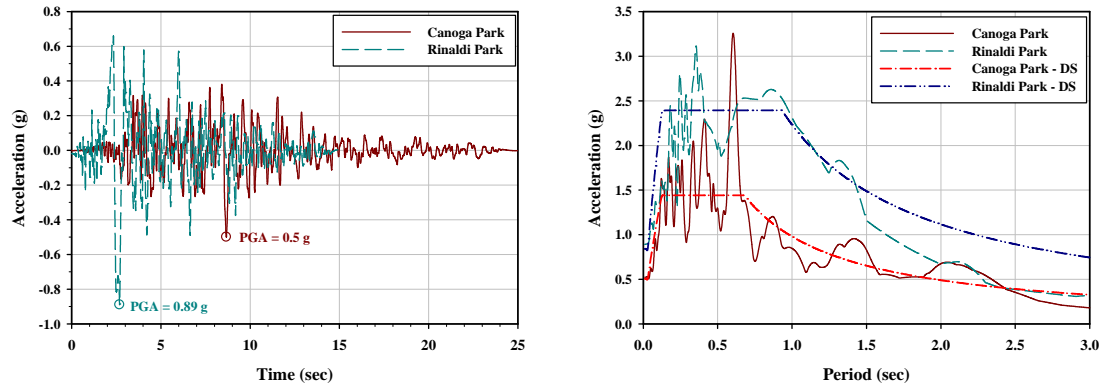 Canoga Park
Rinaldi Park
0.8
0.6
0.4
0.2
0.0
-0.2
-0.4
-0.6
-0.8
-1.0
Acceleration (g)
PGA = 0.5 g
PGA = 0.89 g
0 5 10 15 20 25
Time (sec)
Canoga Park
Rinaldi Park
Canoga Park - DS
Rinaldi Park - DS
3.5
3.0
2.5
2.0
1.5
1.0
0.5
0.0
Acceleration (g)
0.0 0.5 1.0 1.5 2.0 2.5 3.0
Period (sec)